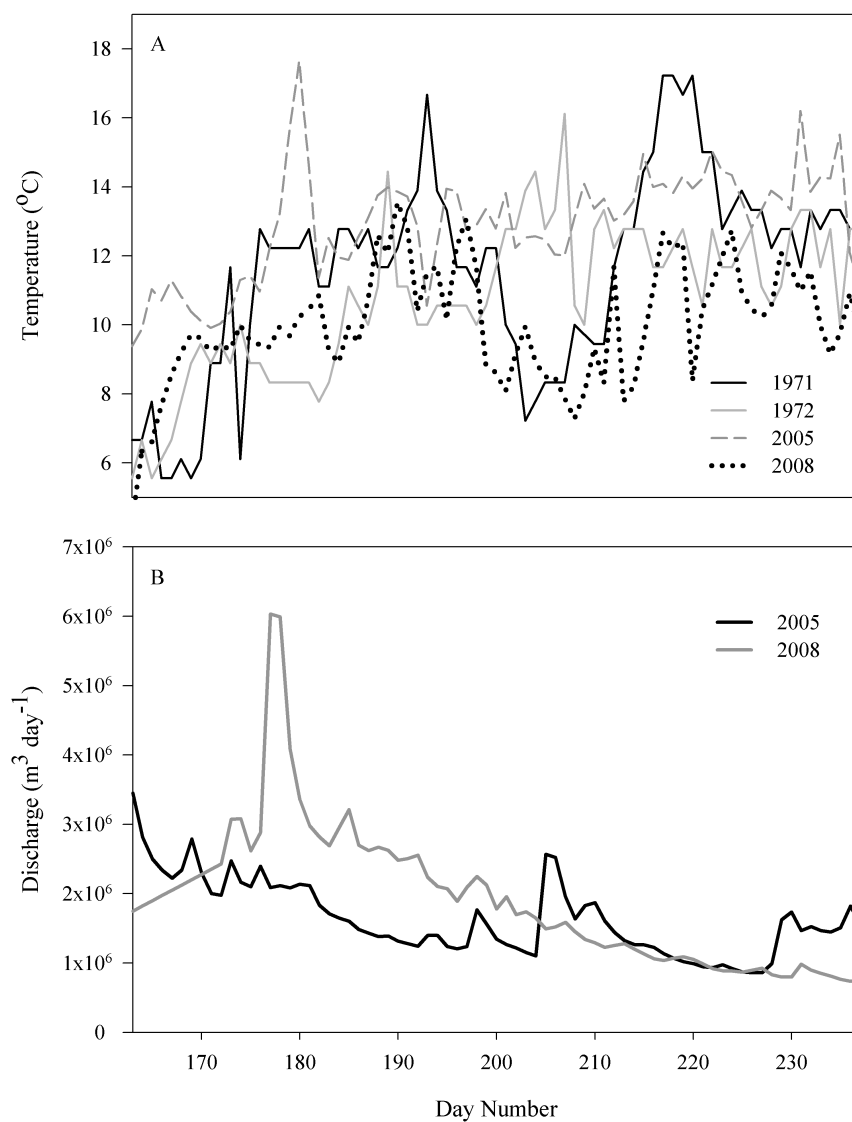 A
18
16
14
12
10
8
6
Temperature (°C)
1971
1972
2005
2008
B
7x10⁶
6x10⁶
5x10⁶
4x10⁶
3x10⁶
2x10⁶
1x10⁶
0
Discharge (m³ day⁻¹)
2005
2008
170 180 190 200 210 220 230
Day Number